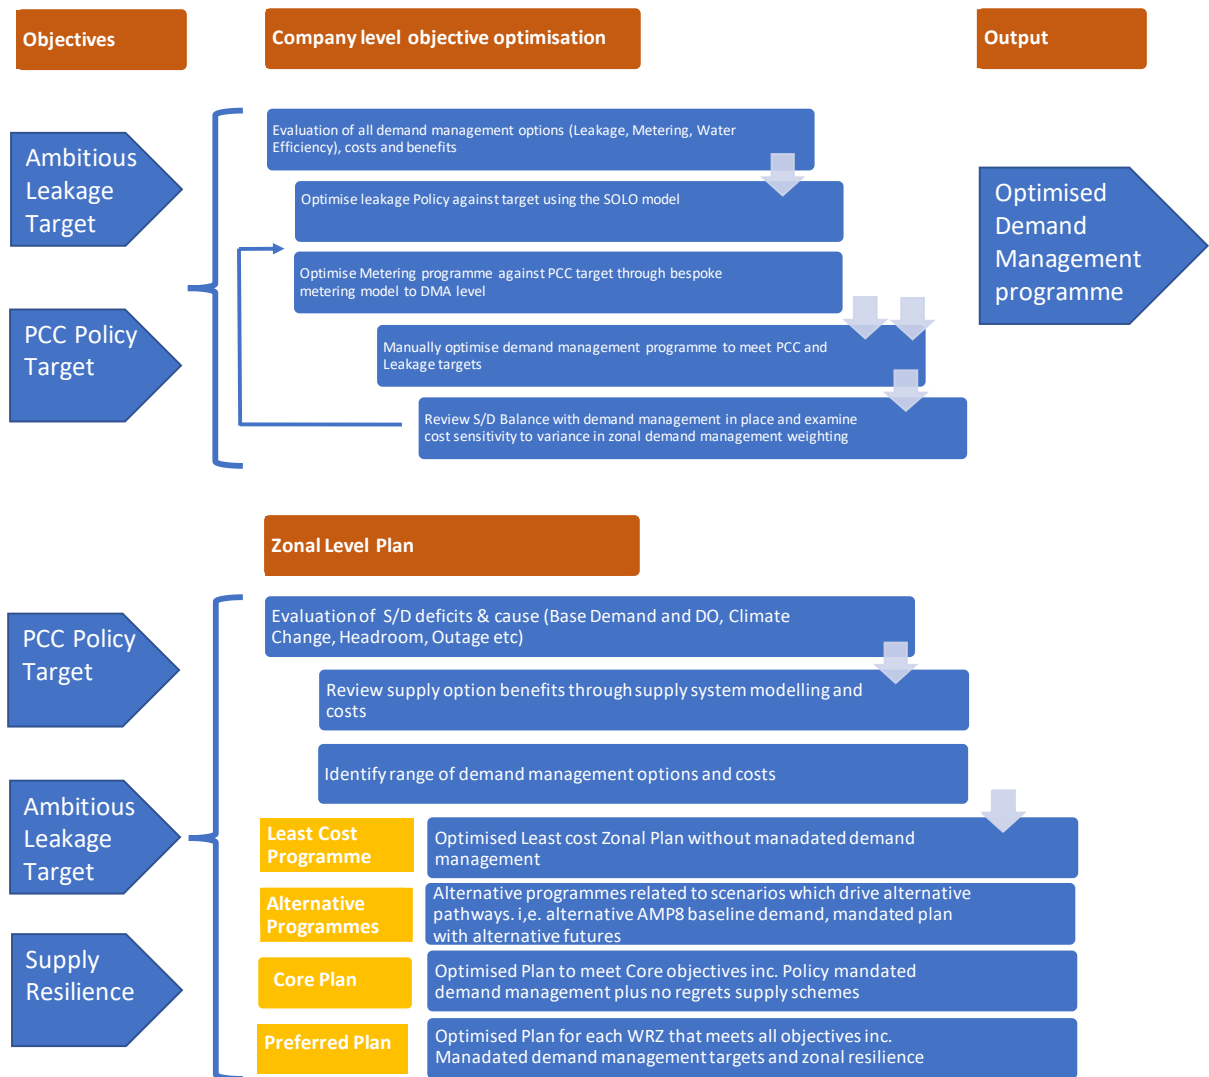 Objectives
Company level objective optimisation
Output
Ambitious
Leakage
Target
PCC Policy
Target
Evaluation of all demand management options (Leakage, Metering, Water
Efficiency), costs and benefits
Optimise leakage Policy against target using the SOLO model
Optimise Metering programme against PCC target through bespoke
metering model to DMA level
Manually optimise demand management programme to meet PCC and
Leakage targets
Review S/D Balance with demand management in place and examine
cost sensitivity to variance in zonal demand management weighting
Optimised
Demand
Management
programme
Zonal Level Plan
PCC Policy
Target
Ambitious
Leakage
Target
Supply
Resilience
Evaluation of S/D deficits & cause (Base Demand and DO, Climate
Change, Headroom, Outage etc)
Review supply option benefits through supply system modelling and
costs
Identify range of demand management options and costs
Least Cost
Programme
Optimised Least cost Zonal Plan without manadated demand
management
Alternative
Programmes
Alternative programmes related to scenarios which drive alternative
pathways. i,e. alternative AMP8 baseline demand, mandated plan
with alternative futures
Core Plan
Optimised Plan to meet Core objectives inc. Policy mandated
demand management plus no regrets supply schemes
Preferred Plan
Optimised Plan for each WRZ that meets all objectives inc.
Manadated demand management targets and zonal resilience